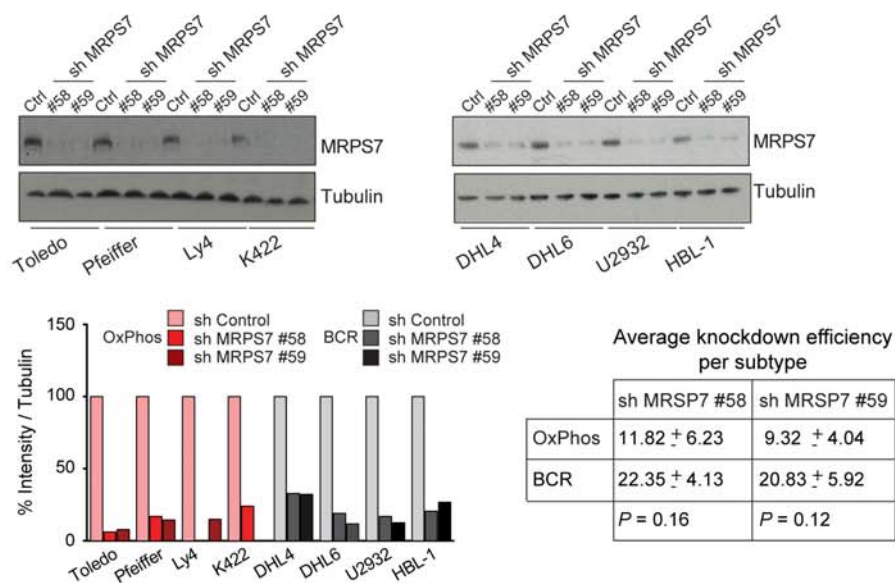 sh MRPS7 sh MRPS7 sh MRPS7 sh MRPS7
Ctrl #58 #59 Ctrl #58 #59 Ctrl #58 #59 Ctrl #58 #59
MRPS7
Tubulin
Toledo Pfeiffer Ly4 K422
sh MRPS7 sh MRPS7 sh MRPS7 sh MRPS7
Ctrl #58 #59 Ctrl #58 #59 Ctrl #58 #59 Ctrl #58 #59
MRPS7
Tubulin
DHL4 DHL6 U2932 HBL-1
% Intensity / Tubulin
150
100
50
0
OxPhos
sh Control
sh MRPS7 #58
sh MRPS7 #59
BCR
sh Control
sh MRPS7 #58
sh MRPS7 #59
Toledo Pfeiffer Ly4 K422 DHL4 DHL6 U2932 HBL-1
Average knockdown efficiency
per subtype
sh MRSP7 #58 sh MRSP7 #59
OxPhos 11.82 ± 6.23 9.32 ± 4.04
BCR 22.35 ± 4.13 20.83 ± 5.92
P = 0.16 P = 0.12